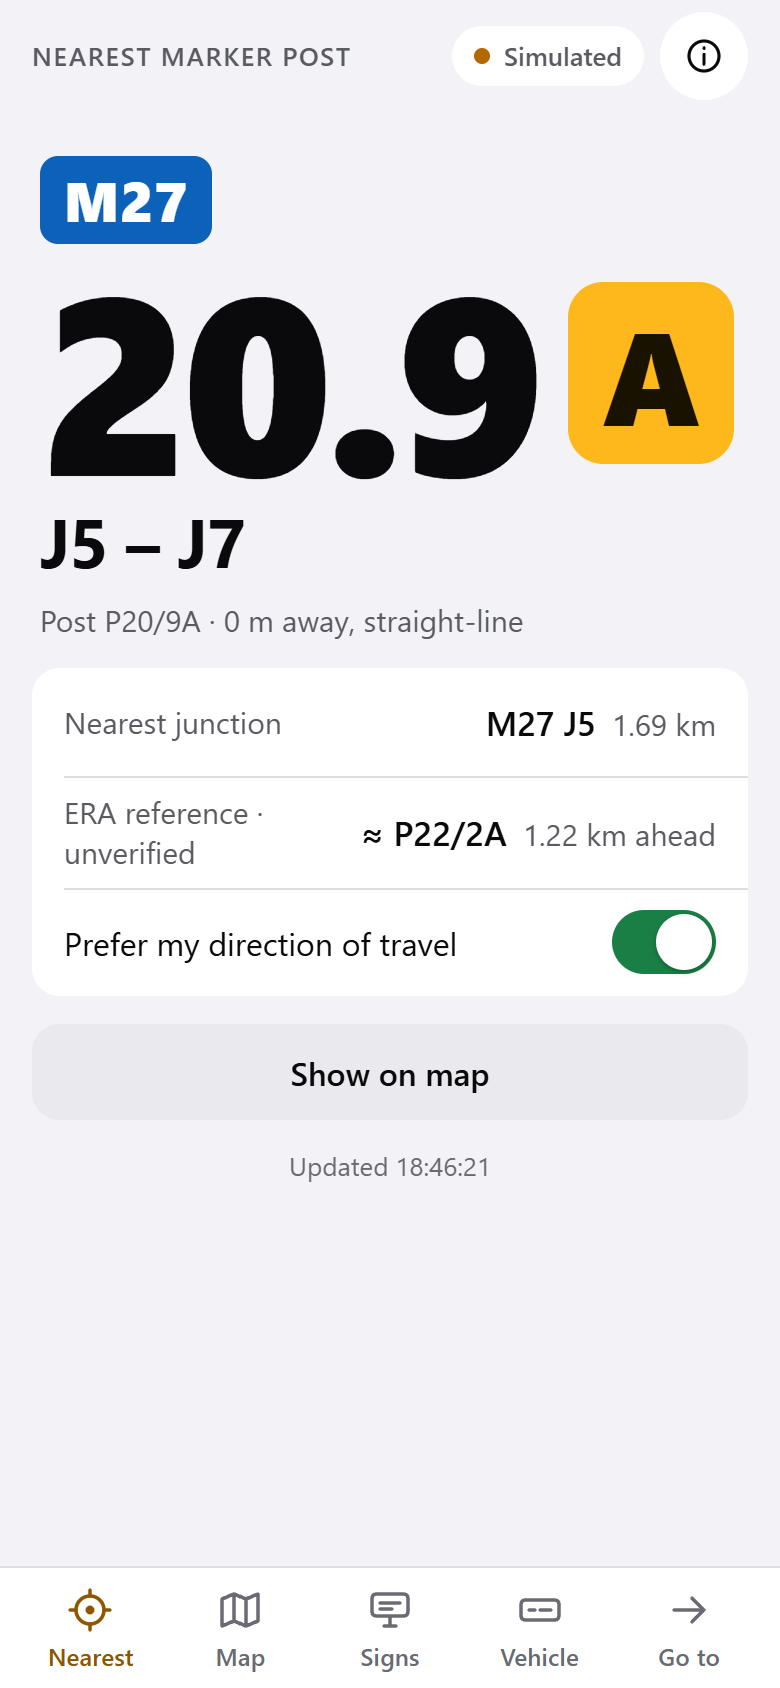 NEAREST MARKER POST
Simulated
M27
20.9 A
J5 – J7
Post P20/9A · 0 m away, straight-line
Nearest junction M27 J5 1.69 km
ERA reference ·
unverified
≈ P22/2A 1.22 km ahead
Prefer my direction of travel
Show on map
Updated 18:46:21
Nearest Map Signs Vehicle Go to